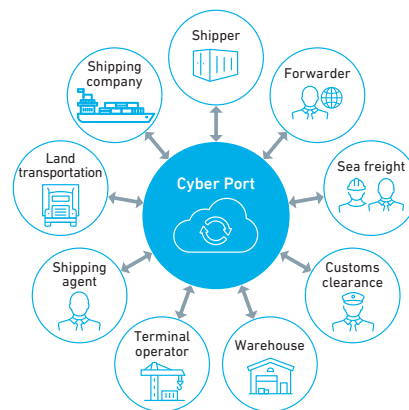 Shipper
Forwarder
Sea freight
Customs
clearance
Warehouse
Terminal
operator
Shipping
agent
Land
transportation
Shipping
company
Cyber Port